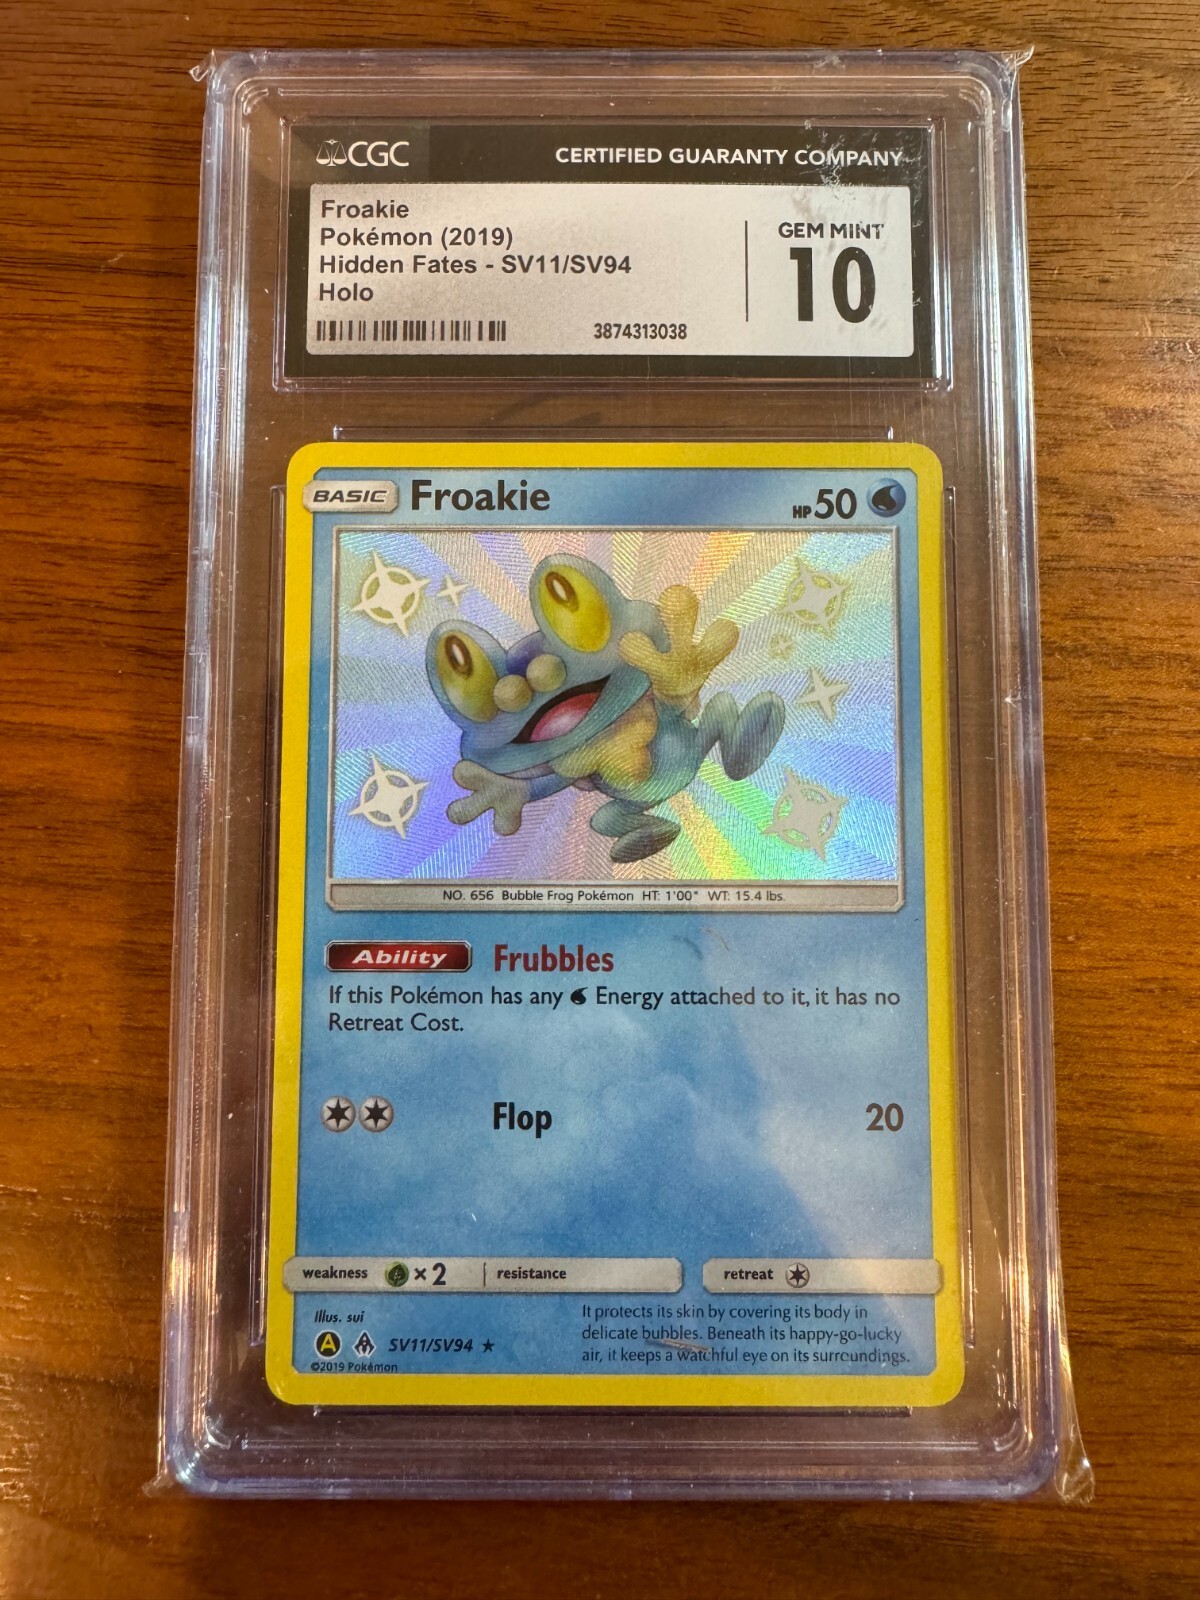 CGC
CERTIFIED GUARANTY COMPANY
Froakie
Pokémon (2019)
Hidden Fates - SV11/SV94
Holo
GEM MINT
10
3874313038
BASIC Froakie HP 50
NO. 656 Bubble Frog Pokémon HT: 1'00" WT: 15.4 lbs.
Ability Frubbles
If this Pokémon has any Energy attached to it, it has no
Retreat Cost.
Flop 20
weakness ×2 resistance retreat
Illus. sui
A SV11/SV94 ★
©2019 Pokémon
It protects its skin by covering its body in
delicate bubbles. Beneath its happy-go-lucky
air, it keeps a watchful eye on its surroundings.